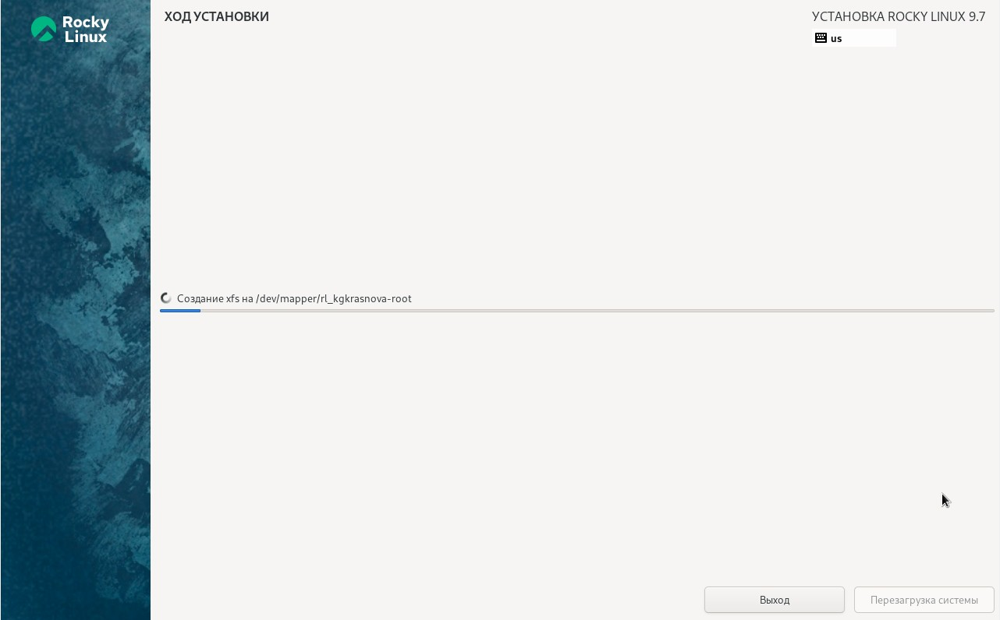 Rocky
Linux
ХОД УСТАНОВКИ
УСТАНОВКА ROCKY LINUX 9.7
us
Создание xfs на /dev/mapper/rl_kgkrasnova-root
Выход
Перезагрузка системы